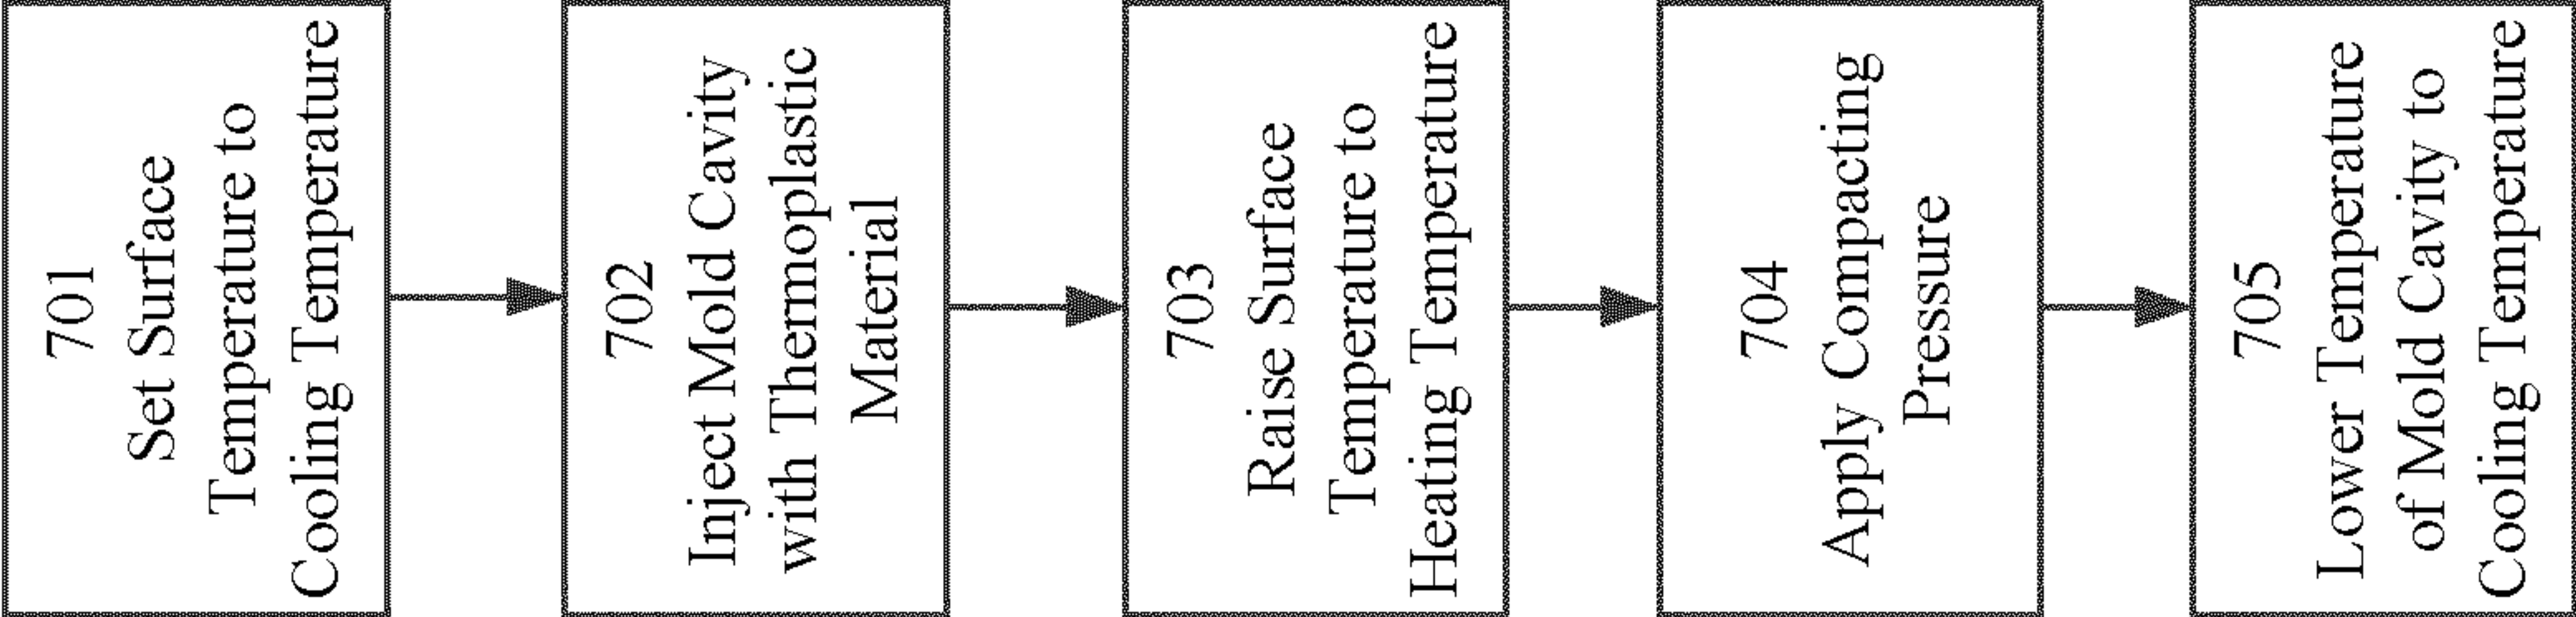 701
Set Surface
Temperature to
Cooling Temperature
702
Inject Mold Cavity
with Thermoplastic
Material
703
Raise Surface
Temperature to
Heating Temperature
704
Apply Compacting
Pressure
705
Lower Temperature
of Mold Cavity to
Cooling Temperature